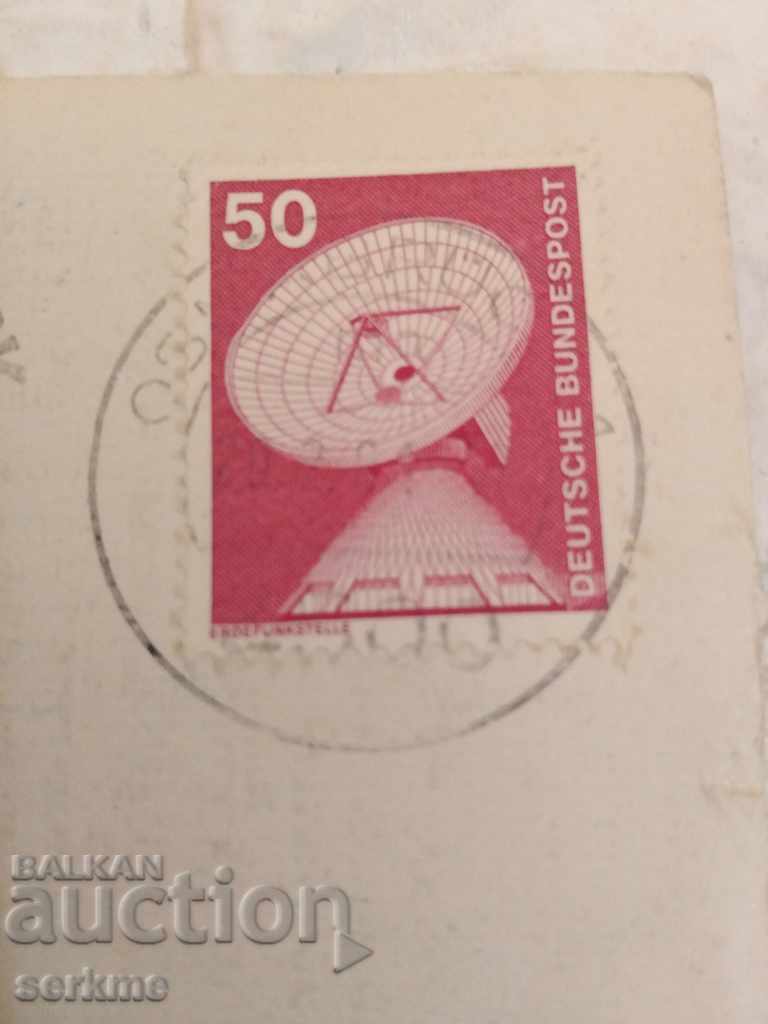 50
DEUTSCHE BUNDESPOST
ERDEFUNKSTELLE
BALKAN
auction
serkme